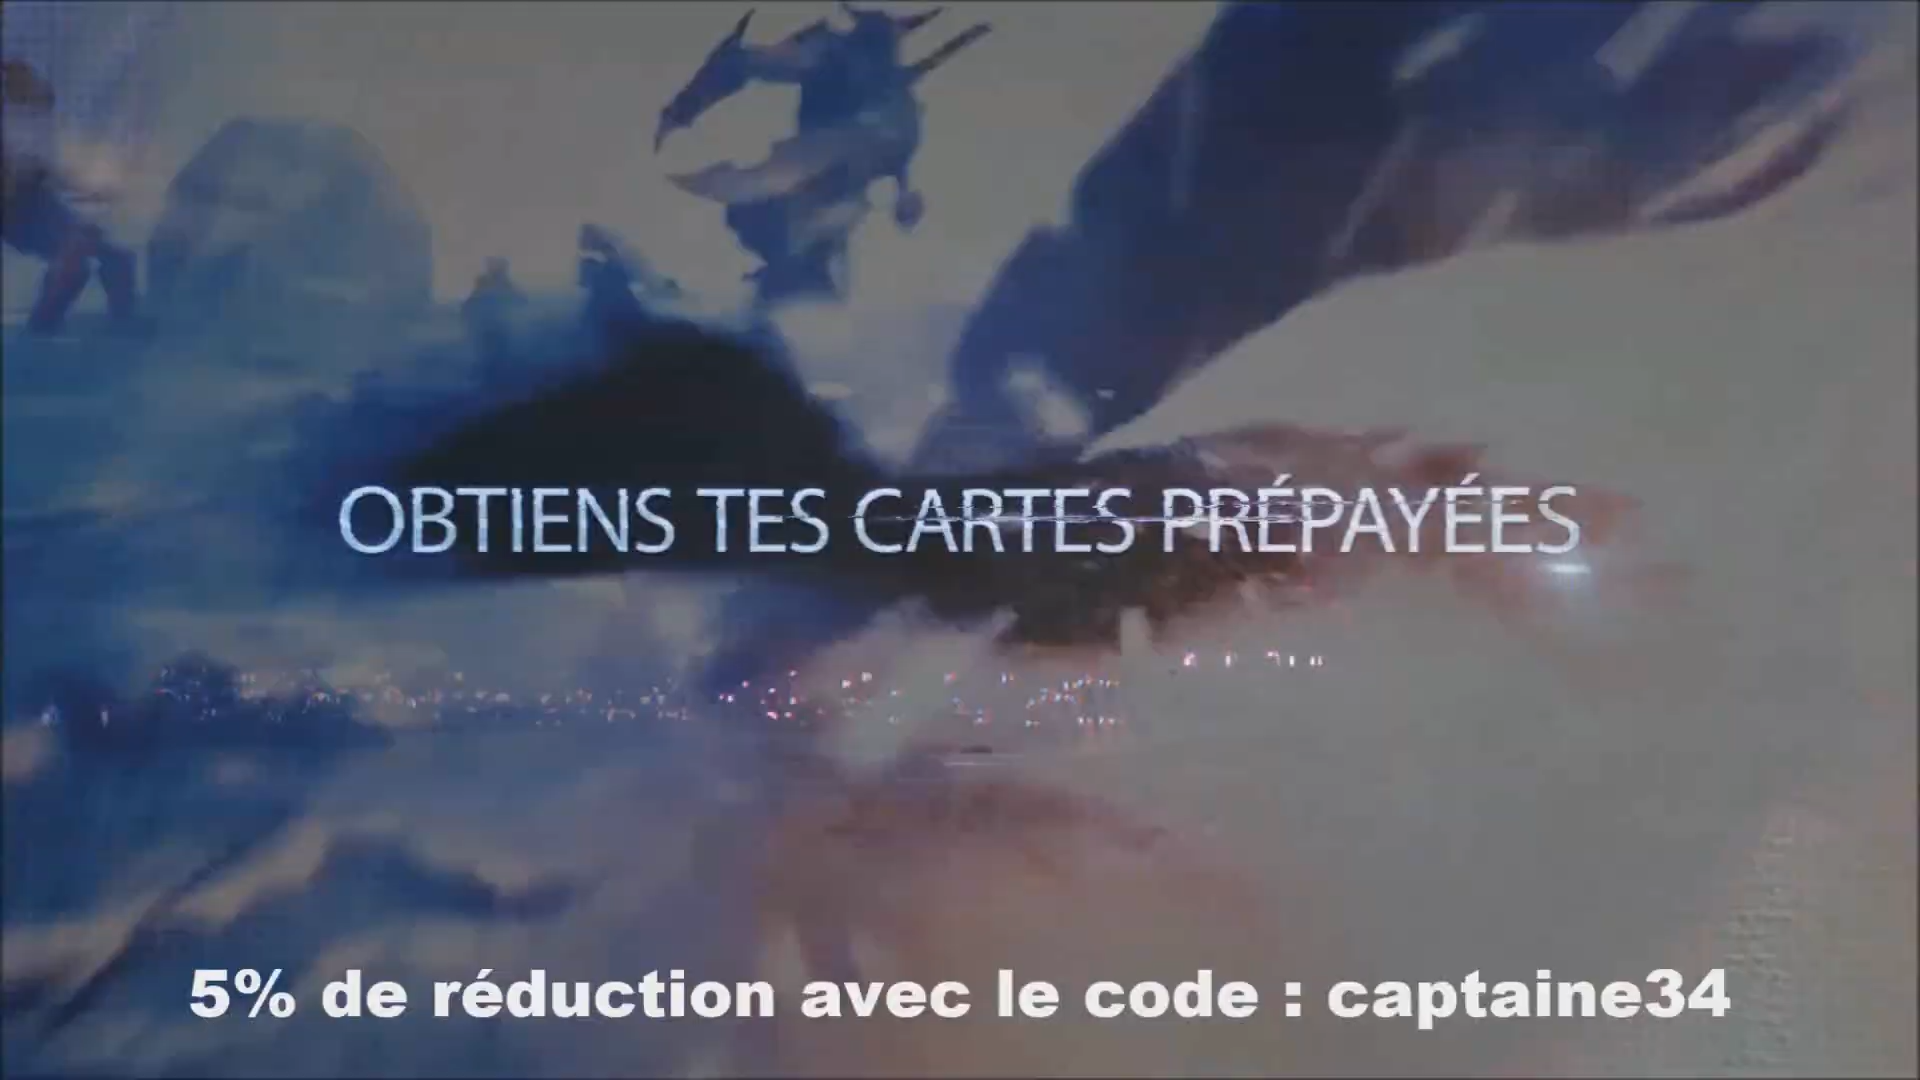 OBTIENS TES CARTES PRÉPAYÉES
5% de réduction avec le code : captaine34